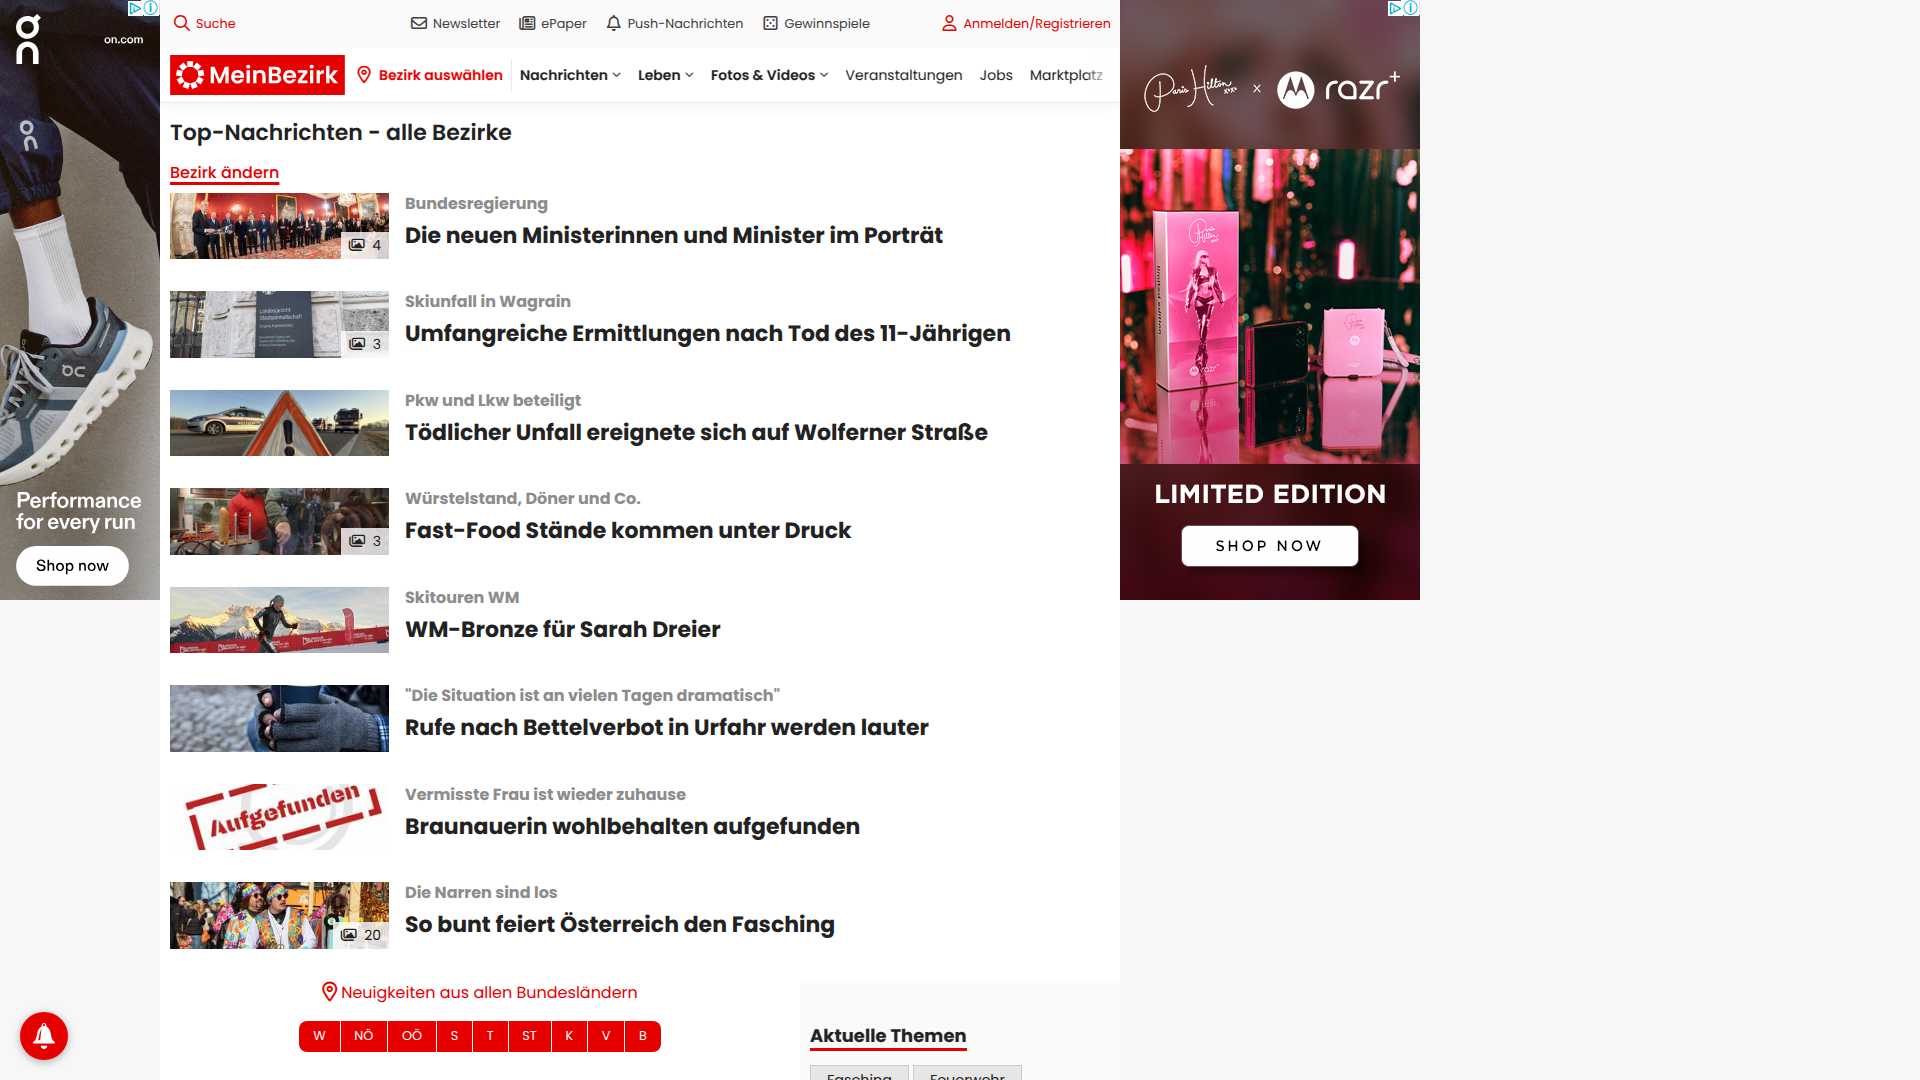 on.com
Performance
for every run
Shop now
Suche
Newsletter
ePaper
Push-Nachrichten
Gewinnspiele
Anmelden/Registrieren
MeinBezirk
Bezirk auswählen
Nachrichten
Leben
Fotos & Videos
Veranstaltungen
Jobs
Marktplatz
Top-Nachrichten - alle Bezirke
Bezirk ändern
4
Bundesregierung
Die neuen Ministerinnen und Minister im Porträt
3
Skiunfall in Wagrain
Umfangreiche Ermittlungen nach Tod des 11-Jährigen
Pkw und Lkw beteiligt
Tödlicher Unfall ereignete sich auf Wolferner Straße
3
Würstelstand, Döner und Co.
Fast-Food Stände kommen unter Druck
Skitouren WM
WM-Bronze für Sarah Dreier
"Die Situation ist an vielen Tagen dramatisch"
Rufe nach Bettelverbot in Urfahr werden lauter
Aufgefunden
Vermisste Frau ist wieder zuhause
Braunauerin wohlbehalten aufgefunden
20
Die Narren sind los
So bunt feiert Österreich den Fasching
Neuigkeiten aus allen Bundesländern
W NÖ OÖ S T ST K V B
Aktuelle Themen
Fasching
Feuerwehr
Paris Hilton x razr+
LIMITED EDITION
SHOP NOW